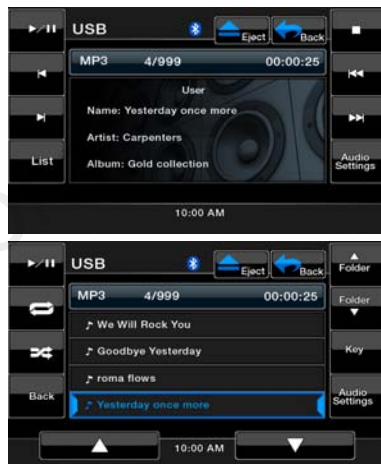 USB
Eject
Back
MP3 4/999 00:00:25
User
Name: Yesterday once more
Artist: Carpenters
List
Album: Gold collection
Audio
Settings
10:00 AM
USB
Eject
Back
Folder
MP3 4/999 00:00:25
Folder
We Will Rock You
Goodbye Yesterday
Key
roma flows
Back
Yesterday once more
Audio
Settings
10:00 AM